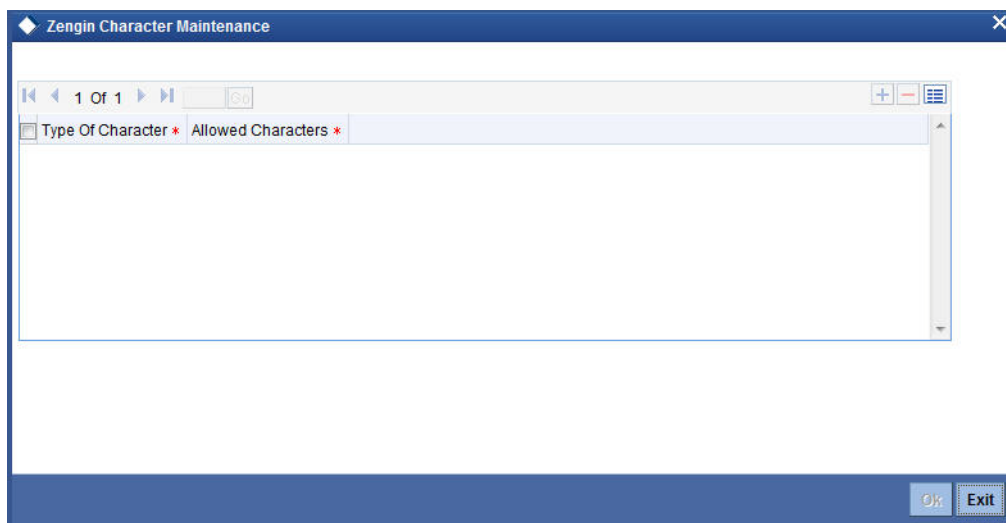 Zengin Character Maintenance
1 Of 1 Go
Type Of Character * Allowed Characters *
Ok Exit